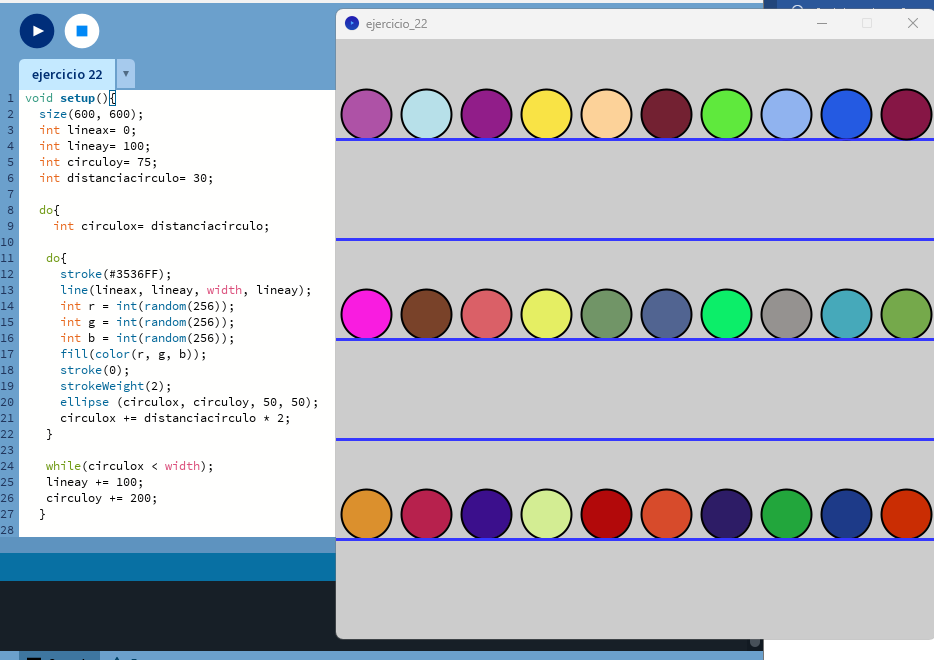 ejercicio_22
ejercicio 22
1 void setup(){
2 size(600, 600);
3 int lineax= 0;
4 int lineay= 100;
5 int circuloy= 75;
6 int distanciacirculo= 30;
7
8 do{
9 int circulox= distanciacirculo;
10
11 do{
12 stroke(#3536FF);
13 line(lineax, lineay, width, lineay);
14 int r = int(random(256));
15 int g = int(random(256));
16 int b = int(random(256));
17 fill(color(r, g, b));
18 stroke(0);
19 strokeWeight(2);
20 ellipse (circulox, circuloy, 50, 50);
21 circulox += distanciacirculo * 2;
22 }
23
24 while(circulox < width);
25 lineay += 100;
26 circuloy += 200;
27 }
28